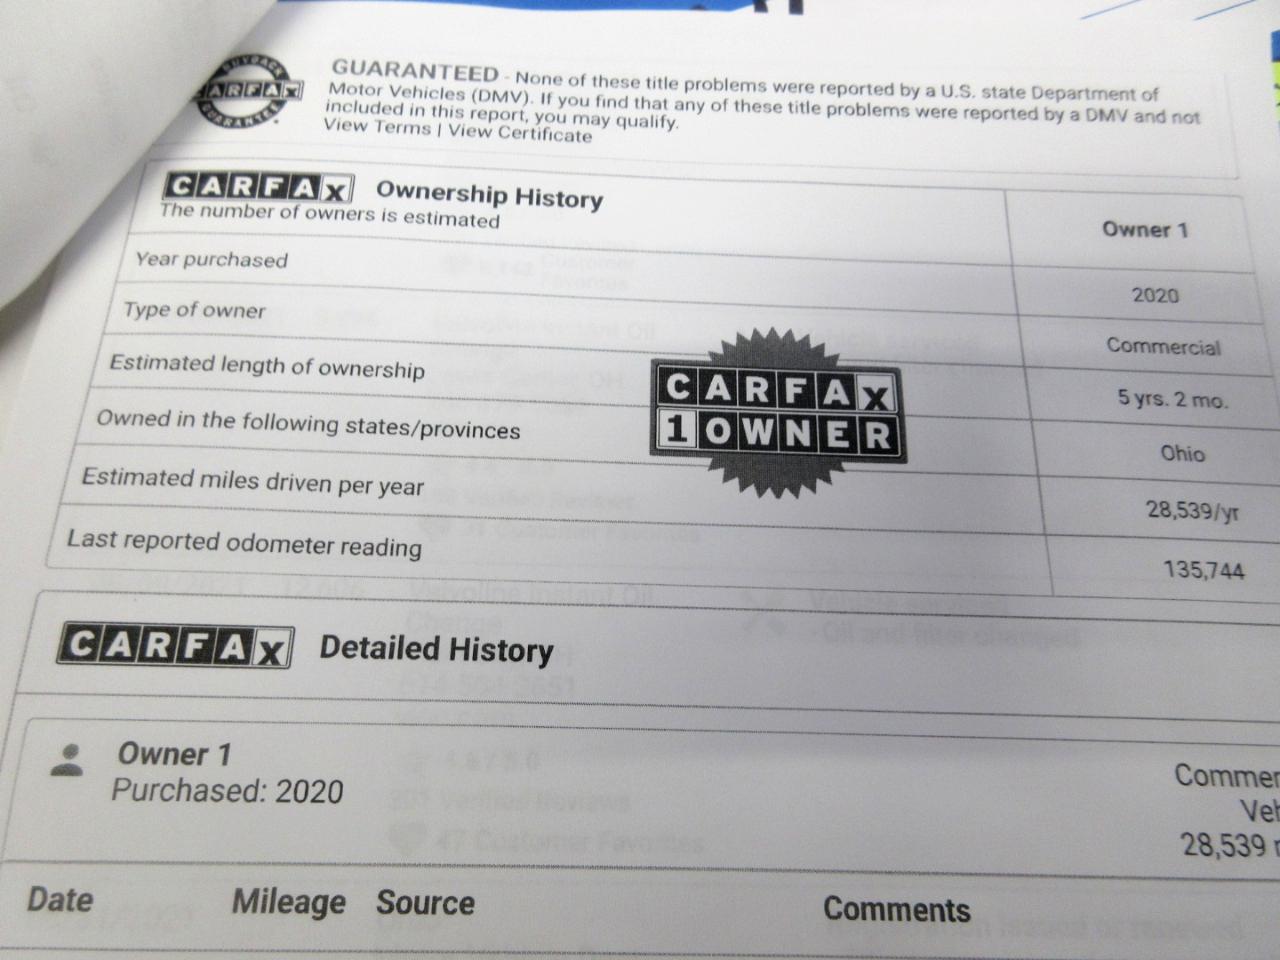 BUYBACK
CARFAX
GUARANTEE
GUARANTEED - None of these title problems were reported by a U.S. state Department of
Motor Vehicles (DMV). If you find that any of these title problems were reported by a DMV and not
included in this report, you may qualify.
View Terms | View Certificate
CARFAX Ownership History
The number of owners is estimated
Owner 1
Year purchased 2020
Type of owner Commercial
Estimated length of ownership 5 yrs. 2 mo.
Owned in the following states/provinces Ohio
Estimated miles driven per year 28,539/yr
Last reported odometer reading 135,744
CARFAX
1 OWNER
CARFAX Detailed History
Owner 1
Purchased: 2020
28,539
Date Mileage Source Comments